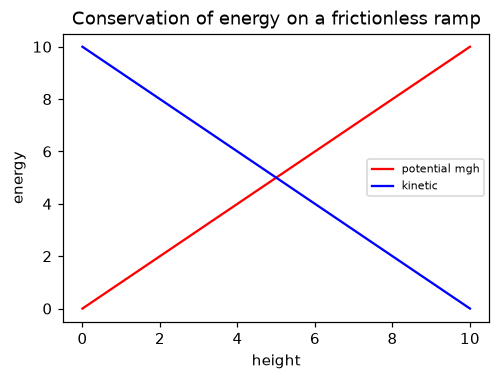 Conservation of energy on a frictionless ramp
10
8
6
4
2
0
energy
potential mgh
kinetic
0 2 4 6 8 10
height